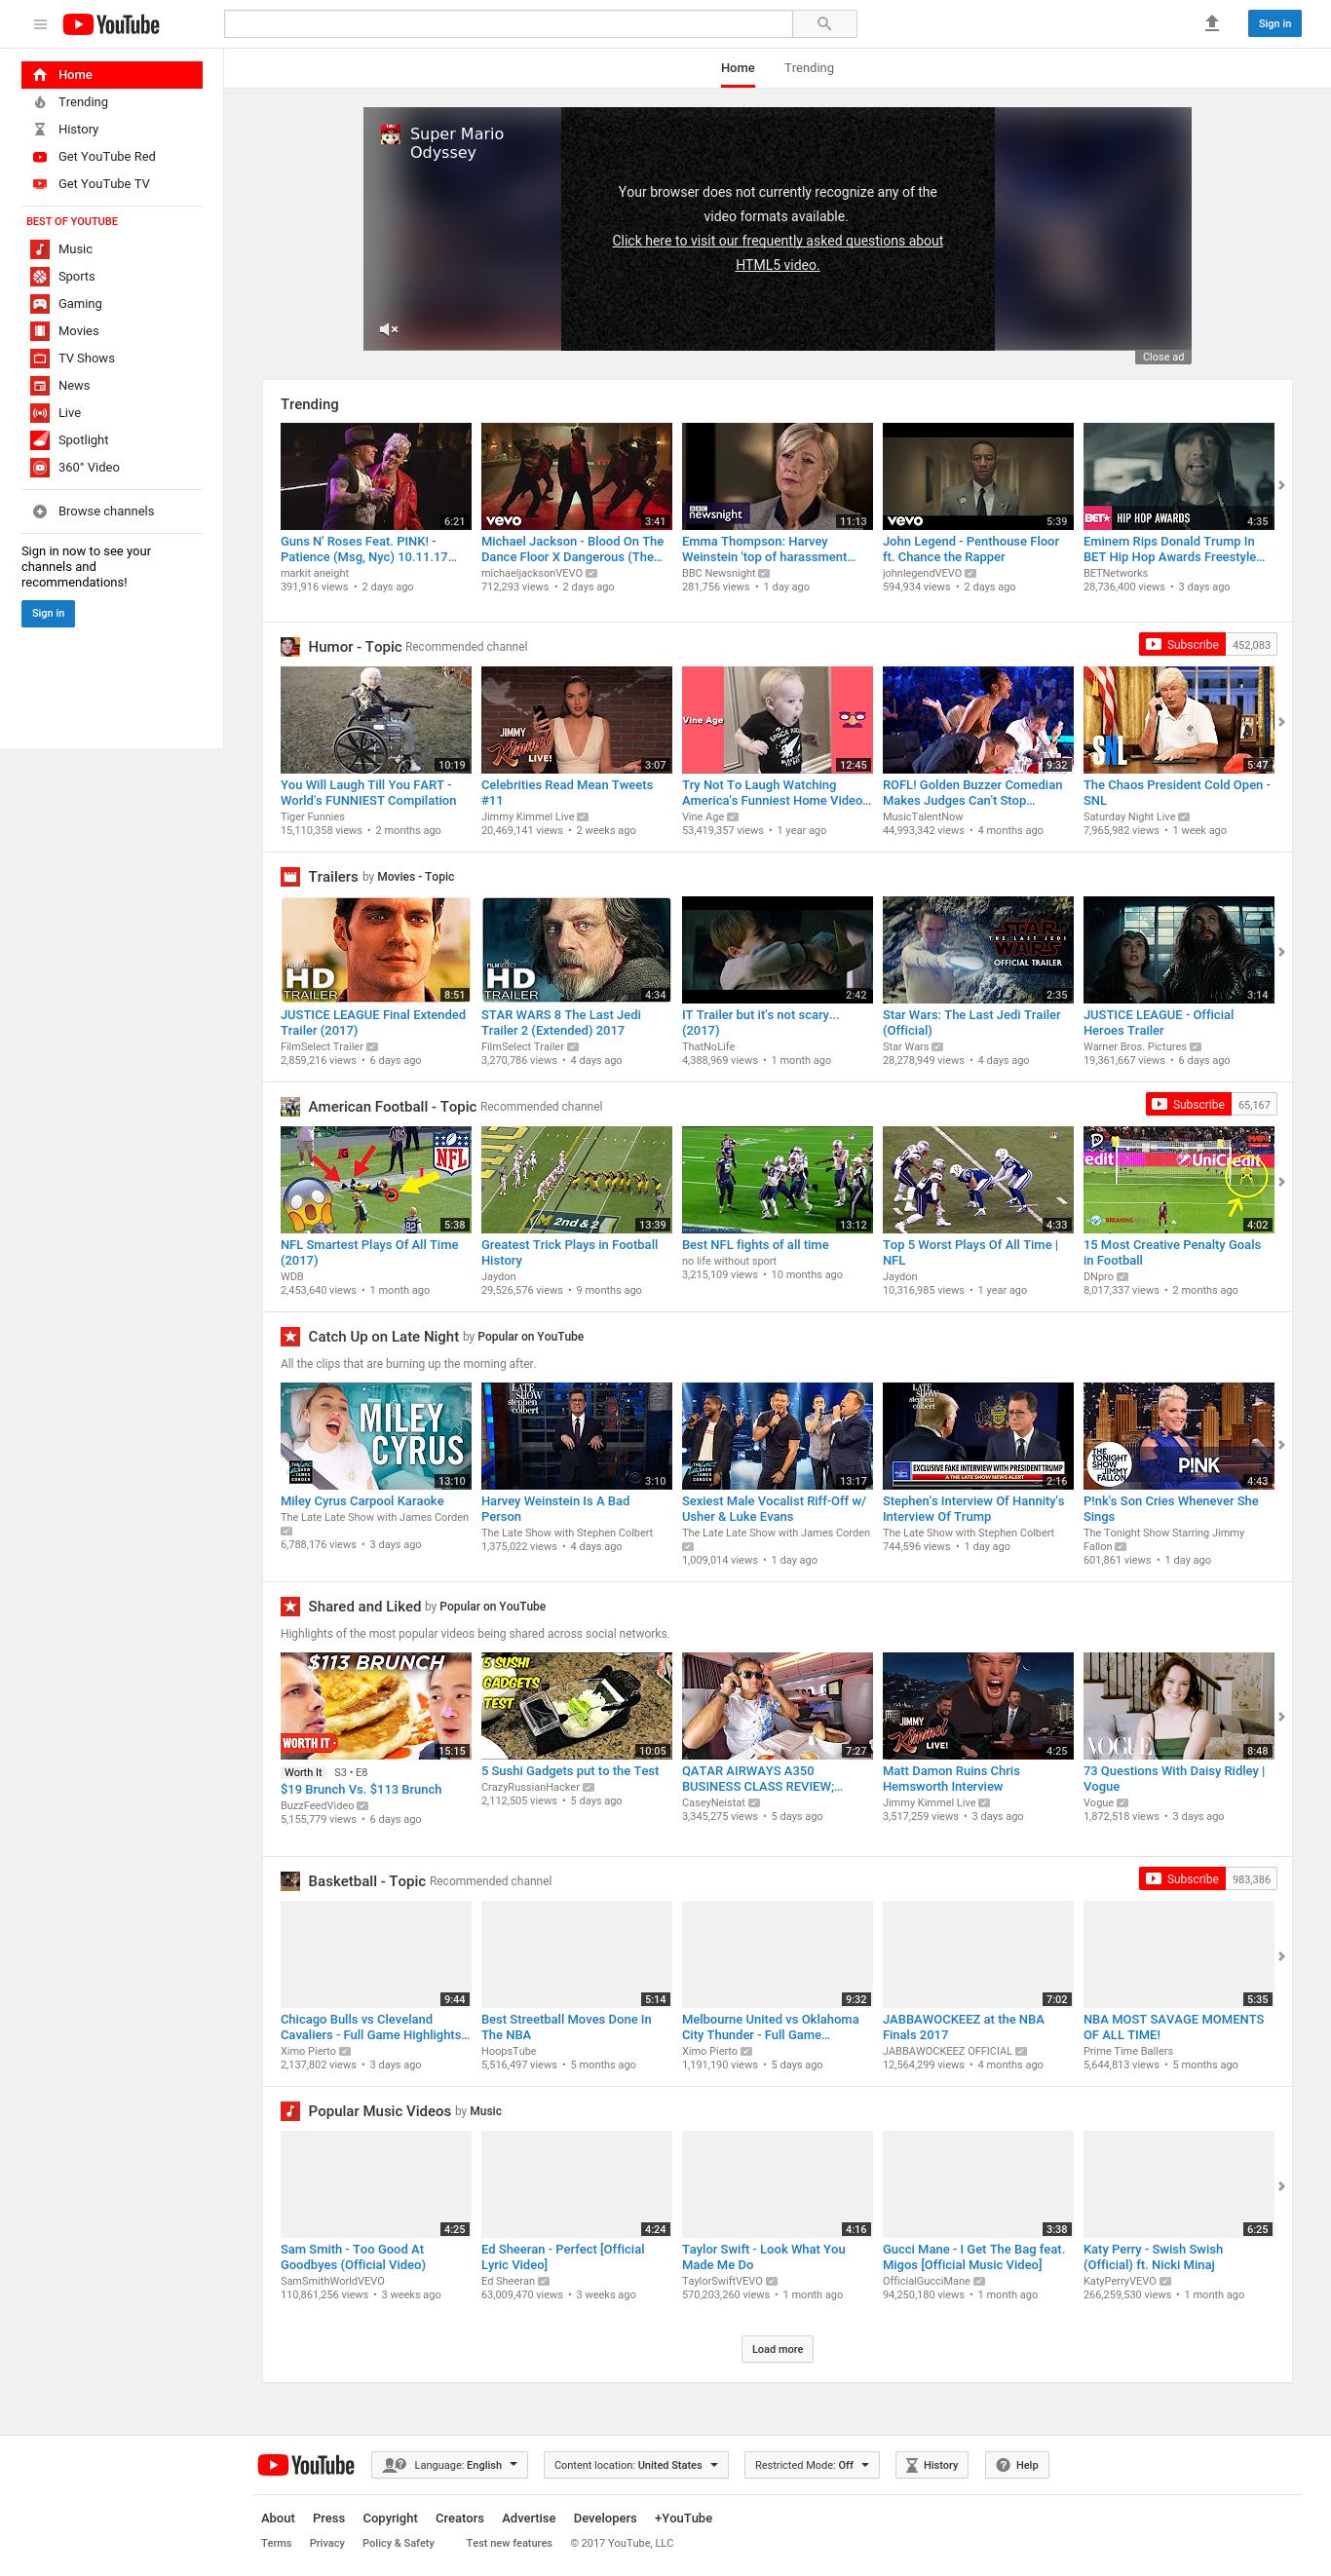 YouTube
Sign in
Home
Trending
History
Get YouTube Red
Get YouTube TV
BEST OF YOUTUBE
Music
Sports
Gaming
Movies
TV Shows
News
Live
Spotlight
360° Video
Browse channels
Sign in now to see your
channels and
recommendations!
Sign in
Home Trending
Super Mario
Odyssey
Your browser does not currently recognize any of the
video formats available.
Click here to visit our frequently asked questions about
HTML5 video.
Close ad
Trending
6:21
Guns N' Roses Feat. PINK! -
Patience (Msg, Nyc) 10.11.17...
markit aneight
391,916 views • 2 days ago
vevo 3:41
Michael Jackson - Blood On The
Dance Floor X Dangerous (The...
michaeljacksonVEVO
712,293 views • 2 days ago
BBC
newsnight 11:13
Emma Thompson: Harvey
Weinstein 'top of harassment...
BBC Newsnight
281,756 views • 1 day ago
vevo 5:39
John Legend - Penthouse Floor
ft. Chance the Rapper
johnlegendVEVO
594,934 views • 2 days ago
BET HIP HOP AWARDS 4:35
Eminem Rips Donald Trump In
BET Hip Hop Awards Freestyle...
BETNetworks
28,736,400 views • 3 days ago
Humor - Topic Recommended channel
Subscribe 452,083
10:19
You Will Laugh Till You FART -
World's FUNNIEST Compilation
Tiger Funnies
15,110,358 views • 2 months ago
JIMMY
Kimmel
LIVE! 3:07
Celebrities Read Mean Tweets
#11
Jimmy Kimmel Live
20,469,141 views • 2 weeks ago
Vine Age
12:45
Try Not To Laugh Watching
America's Funniest Home Video...
Vine Age
53,419,357 views • 1 year ago
9:32
ROFL! Golden Buzzer Comedian
Makes Judges Can't Stop...
MusicTalentNow
44,993,342 views • 4 months ago
SNL 5:47
The Chaos President Cold Open -
SNL
Saturday Night Live
7,965,982 views • 1 week ago
Trailers by Movies - Topic
FILMSELECT
HD
TRAILER 8:51
JUSTICE LEAGUE Final Extended
Trailer (2017)
FilmSelect Trailer
2,859,216 views • 6 days ago
FILMSELECT
HD
TRAILER 4:34
STAR WARS 8 The Last Jedi
Trailer 2 (Extended) 2017
FilmSelect Trailer
3,270,786 views • 4 days ago
2:42
IT Trailer but it's not scary...
(2017)
ThatNoLife
4,388,969 views • 1 month ago
STAR
THE LAST JEDI
WARS
OFFICIAL TRAILER
2:35
Star Wars: The Last Jedi Trailer
(Official)
Star Wars
28,278,949 views • 4 days ago
3:14
JUSTICE LEAGUE - Official
Heroes Trailer
Warner Bros. Pictures
19,361,667 views • 6 days ago
American Football - Topic Recommended channel
Subscribe 65,167
NFL
5:38
NFL Smartest Plays Of All Time
(2017)
WDB
2,453,640 views • 1 month ago
2nd & 2 13:39
Greatest Trick Plays in Football
History
Jaydon
29,526,576 views • 9 months ago
13:12
Best NFL fights of all time
no life without sport
3,215,109 views • 10 months ago
4:33
Top 5 Worst Plays Of All Time |
NFL
Jaydon
10,316,985 views • 1 year ago
edit UniCredit
4:02
15 Most Creative Penalty Goals
in Football
DNpro
8,017,337 views • 2 months ago
Catch Up on Late Night by Popular on YouTube
All the clips that are burning up the morning after.
MILEY
CYRUS
13:10
Miley Cyrus Carpool Karaoke
The Late Late Show with James Corden
6,788,176 views • 3 days ago
LATE
SHOW
stephen
colbert
3:10
Harvey Weinstein Is A Bad
Person
The Late Show with Stephen Colbert
1,375,022 views • 4 days ago
13:17
Sexiest Male Vocalist Riff-Off w/
Usher & Luke Evans
The Late Late Show with James Corden
1,009,014 views • 1 day ago
LATE
SHOW
stephen
colbert
EXCLUSIVE FAKE INTERVIEW WITH PRESIDENT TRUMP
A THE LATE SHOW NEWS ALERT
2:16
Stephen's Interview Of Hannity's
Interview Of Trump
The Late Show with Stephen Colbert
744,596 views • 1 day ago
THE
TONIGHT
SHOW
JIMMY
FALLON
P!NK
4:43
P!nk's Son Cries Whenever She
Sings
The Tonight Show Starring Jimmy
Fallon
601,861 views • 1 day ago
Shared and Liked by Popular on YouTube
Highlights of the most popular videos being shared across social networks.
$113 BRUNCH
WORTH IT
15:15
Worth It S3 • E8
$19 Brunch Vs. $113 Brunch
BuzzFeedVideo
5,155,779 views • 6 days ago
5 SUSHI
GADGETS
TEST
10:05
5 Sushi Gadgets put to the Test
CrazyRussianHacker
2,112,505 views • 5 days ago
7:27
QATAR AIRWAYS A350
BUSINESS CLASS REVIEW;...
CaseyNeistat
3,345,275 views • 5 days ago
JIMMY
Kimmel
LIVE! 4:25
Matt Damon Ruins Chris
Hemsworth Interview
Jimmy Kimmel Live
3,517,259 views • 3 days ago
VOGUE 8:48
73 Questions With Daisy Ridley |
Vogue
Vogue
1,872,518 views • 3 days ago
Basketball - Topic Recommended channel
Subscribe 983,386
9:44
Chicago Bulls vs Cleveland
Cavaliers - Full Game Highlights...
Ximo Pierto
2,137,802 views • 3 days ago
5:14
Best Streetball Moves Done In
The NBA
HoopsTube
5,516,497 views • 5 months ago
9:32
Melbourne United vs Oklahoma
City Thunder - Full Game...
Ximo Pierto
1,191,190 views • 5 days ago
7:02
JABBAWOCKEEZ at the NBA
Finals 2017
JABBAWOCKEEZ OFFICIAL
12,564,299 views • 4 months ago
5:35
NBA MOST SAVAGE MOMENTS
OF ALL TIME!
Prime Time Ballers
5,644,813 views • 5 months ago
Popular Music Videos by Music
4:25
Sam Smith - Too Good At
Goodbyes (Official Video)
SamSmithWorldVEVO
110,861,256 views • 3 weeks ago
4:24
Ed Sheeran - Perfect [Official
Lyric Video]
Ed Sheeran
63,009,470 views • 3 weeks ago
4:16
Taylor Swift - Look What You
Made Me Do
TaylorSwiftVEVO
570,203,260 views • 1 month ago
3:38
Gucci Mane - I Get The Bag feat.
Migos [Official Music Video]
OfficialGucciMane
94,250,180 views • 1 month ago
6:25
Katy Perry - Swish Swish
(Official) ft. Nicki Minaj
KatyPerryVEVO
266,259,530 views • 1 month ago
Load more
YouTube Language: English Content location: United States Restricted Mode: Off History Help
About Press Copyright Creators Advertise Developers +YouTube
Terms Privacy Policy & Safety Test new features © 2017 YouTube, LLC